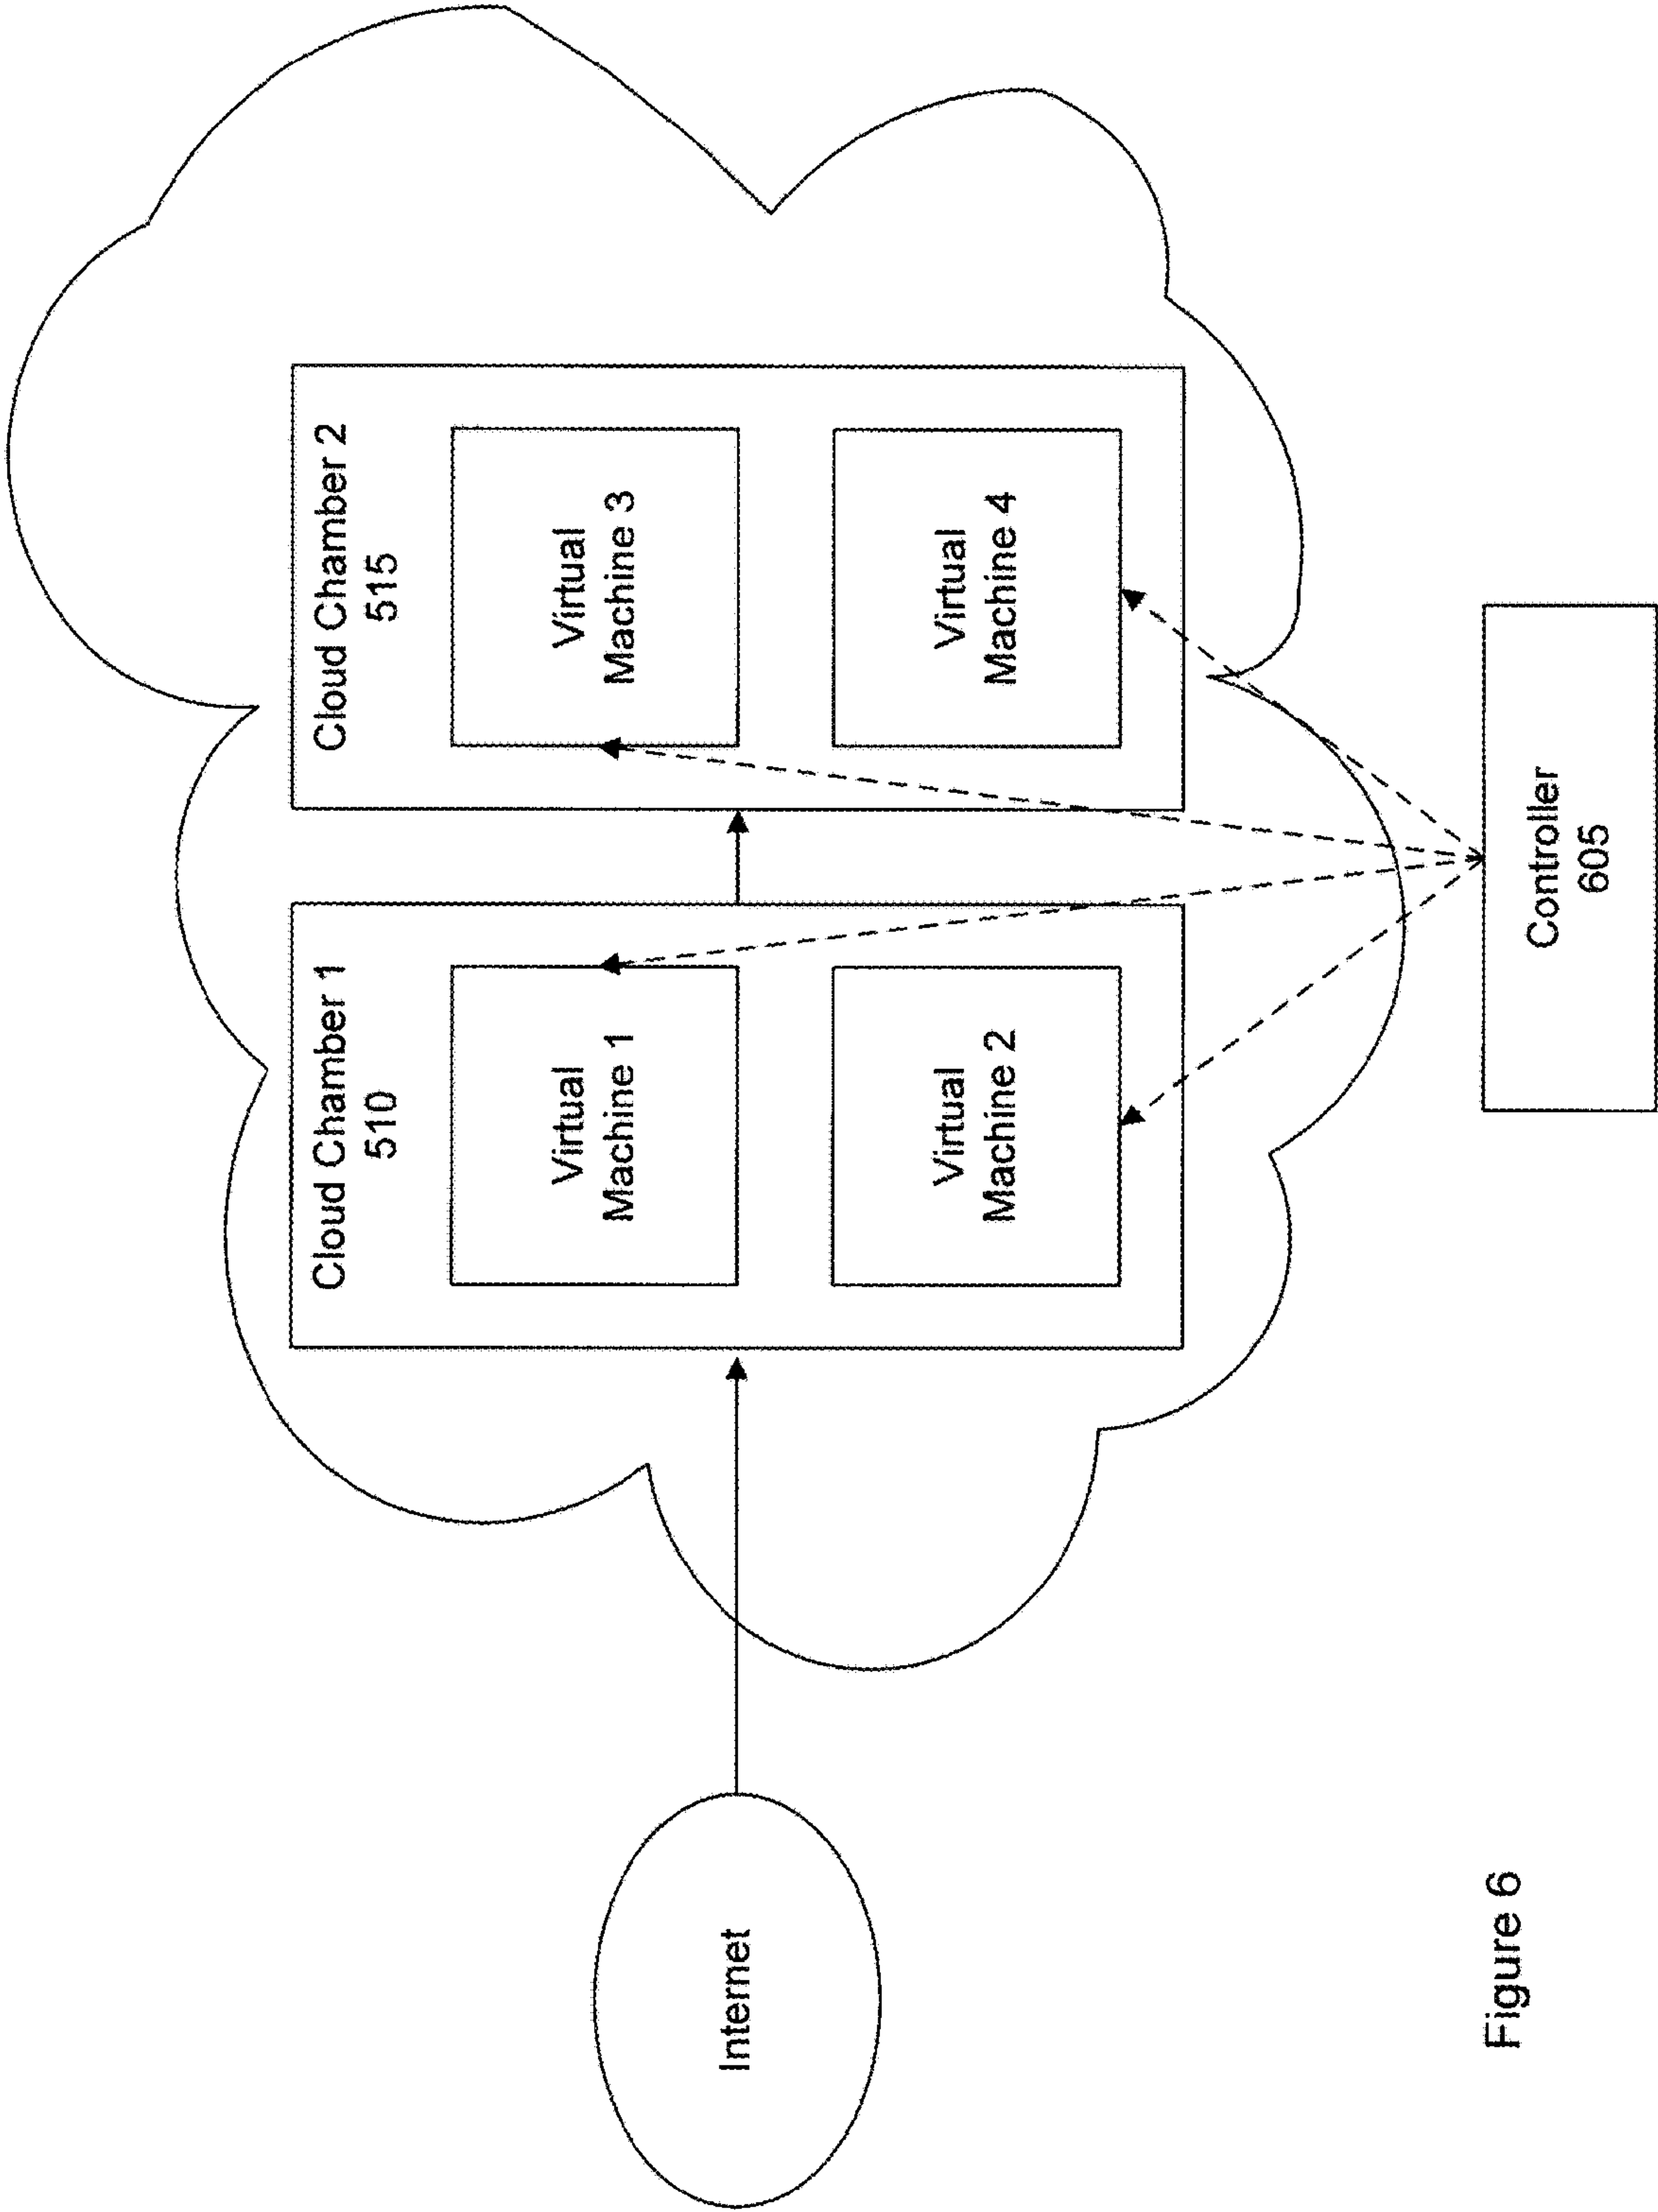 Internet
Cloud Chamber 1
510
Virtual
Machine 1
Virtual
Machine 2
Cloud Chamber 2
515
Virtual
Machine 3
Virtual
Machine 4
Controller
605
Figure 6